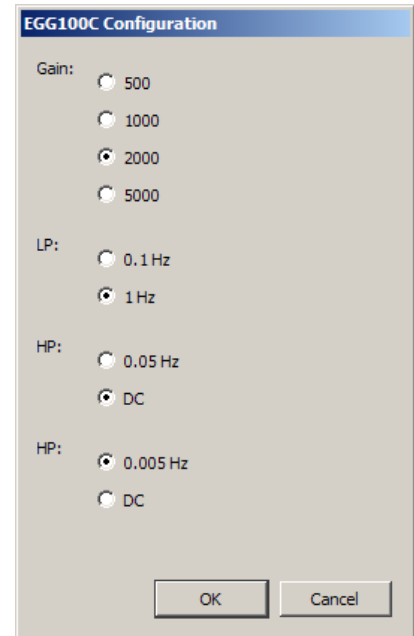 EGG100C Configuration
Gain:
500
1000
2000
5000
LP:
0.1 Hz
1 Hz
HP:
0.05 Hz
DC
HP:
0.005 Hz
DC
OK Cancel